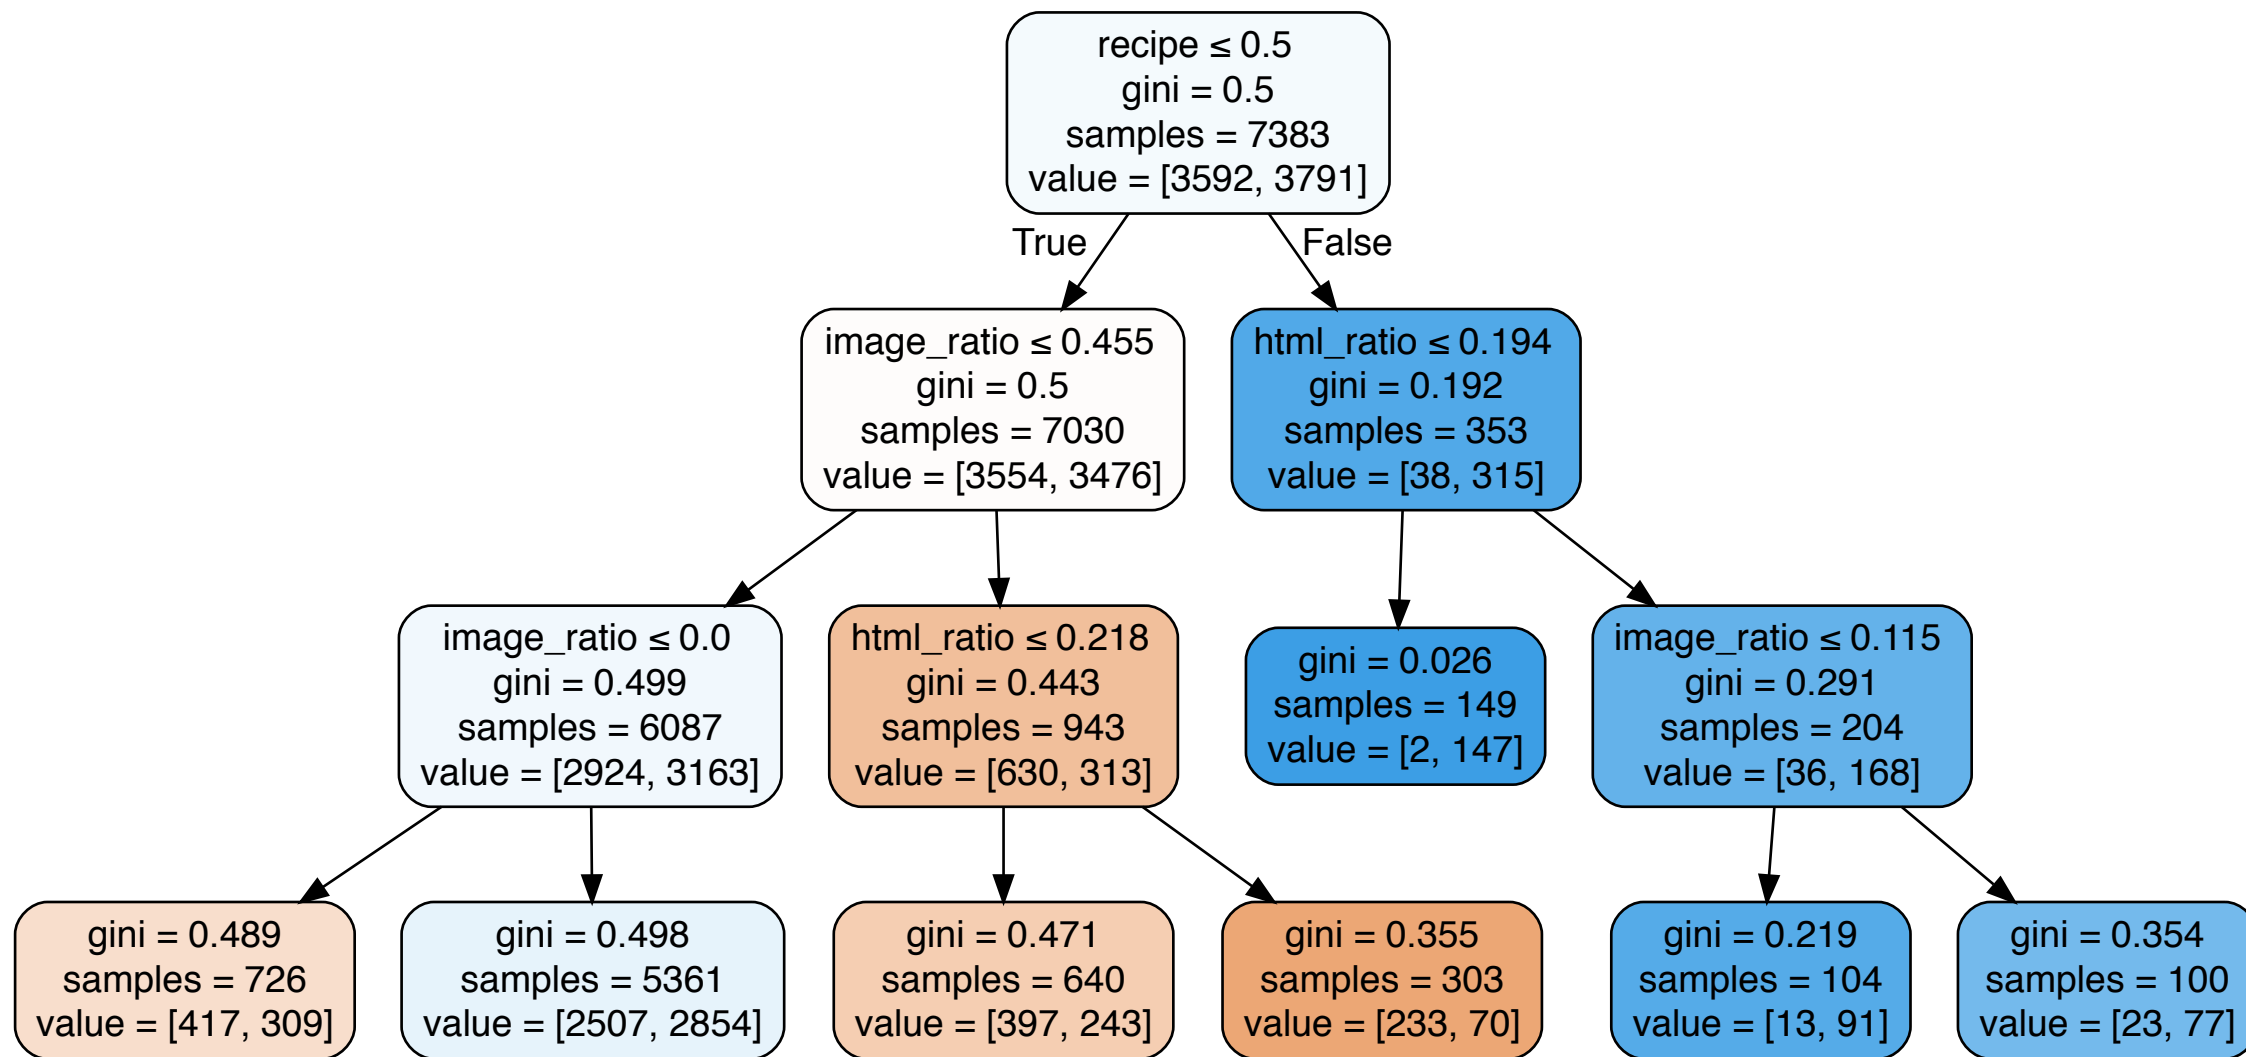 recipe ≤ 0.5
gini = 0.5
samples = 7383
value = [3592, 3791]
True
False
image_ratio ≤ 0.455
gini = 0.5
samples = 7030
value = [3554, 3476]
html_ratio ≤ 0.194
gini = 0.192
samples = 353
value = [38, 315]
image_ratio ≤ 0.0
gini = 0.499
samples = 6087
value = [2924, 3163]
html_ratio ≤ 0.218
gini = 0.443
samples = 943
value = [630, 313]
gini = 0.026
samples = 149
value = [2, 147]
image_ratio ≤ 0.115
gini = 0.291
samples = 204
value = [36, 168]
gini = 0.489
samples = 726
value = [417, 309]
gini = 0.498
samples = 5361
value = [2507, 2854]
gini = 0.471
samples = 640
value = [397, 243]
gini = 0.355
samples = 303
value = [233, 70]
gini = 0.219
samples = 104
value = [13, 91]
gini = 0.354
samples = 100
value = [23, 77]